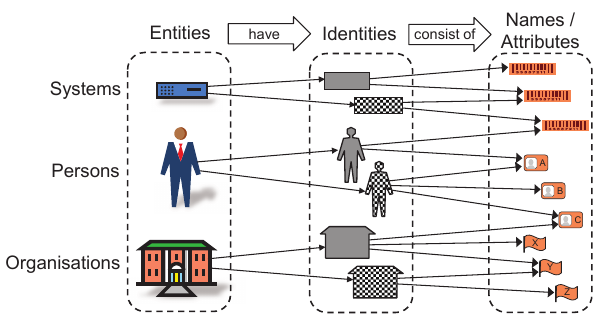 Entities
have
Identities
consist of
Names /
Attributes
Systems
Persons
A
B
C
Organisations
X
Y
Z